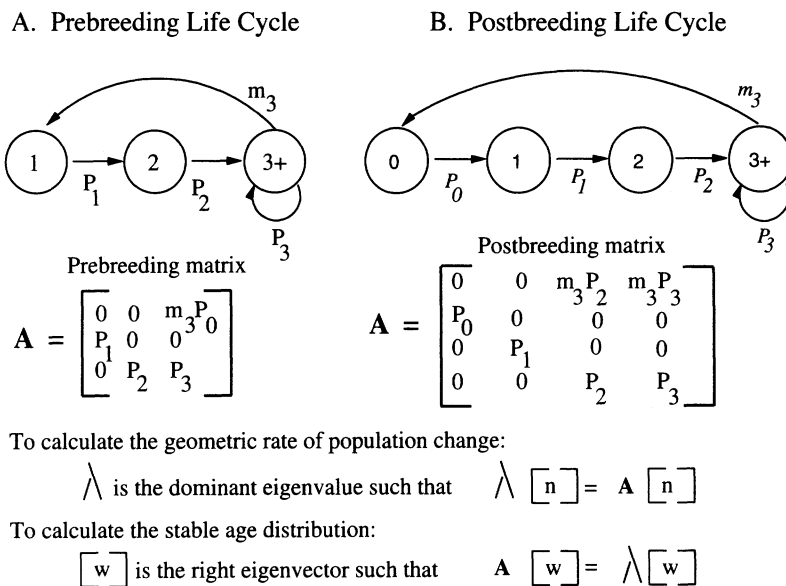 A. Prebreeding Life Cycle
B. Postbreeding Life Cycle
m3
1 2 3+
P1 P2
P3
m3
0 1 2 3+
P0 P1 P2
P3
Prebreeding matrix
A =
0 0 m3P0
P1 0 0
0 P2 P3
Postbreeding matrix
A =
0 0 m3P2 m3P3
P0 0 0 0
0 P1 0 0
0 0 P2 P3
To calculate the geometric rate of population change:
λ is the dominant eigenvalue such that λ [n] = A [n]
To calculate the stable age distribution:
[w] is the right eigenvector such that A [w] = λ [w]